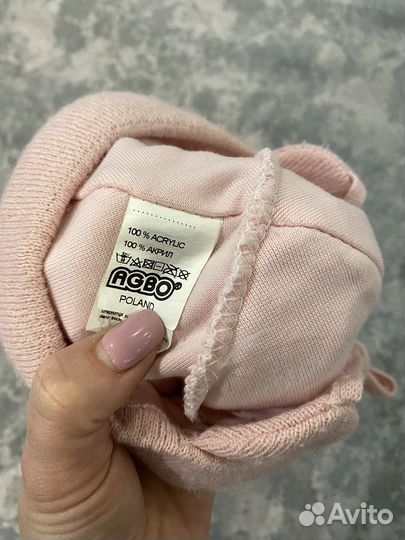 100 % ACRYLIC
100 % АКРИЛ
AGBO®
POLAND
Avito